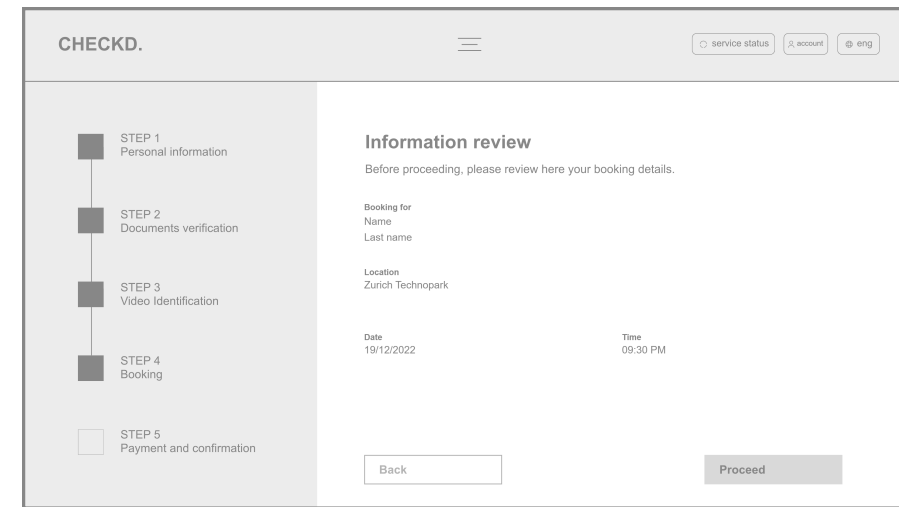 CHECKD.
service status
account
eng
STEP 1
Personal information
STEP 2
Documents verification
STEP 3
Video Identification
STEP 4
Booking
STEP 5
Payment and confirmation
Information review
Before proceeding, please review here your booking details.
Booking for
Name
Last name
Location
Zurich Technopark
Date
19/12/2022
Time
09:30 PM
Back
Proceed